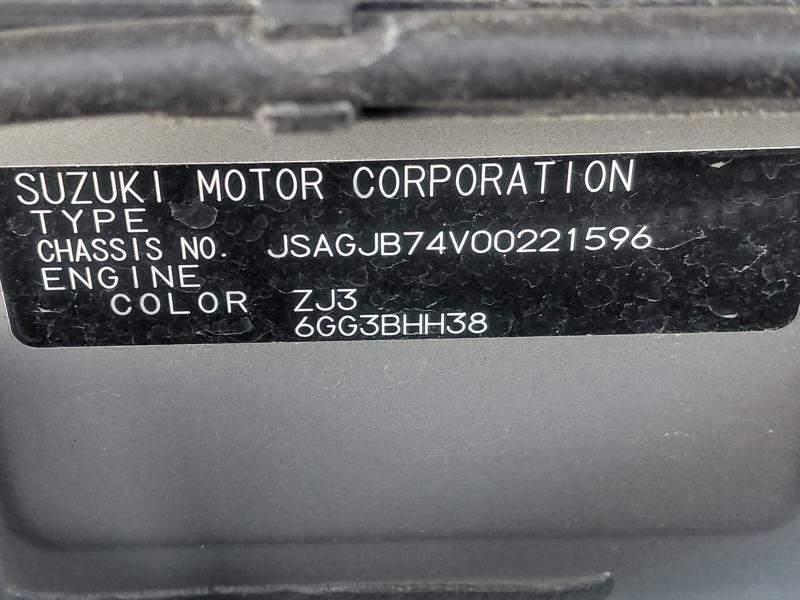 SUZUKI MOTOR CORPORATION
TYPE
CHASSIS NO. JSAGJB74V00221596
ENGINE
COLOR ZJ3
6GG3BHH38